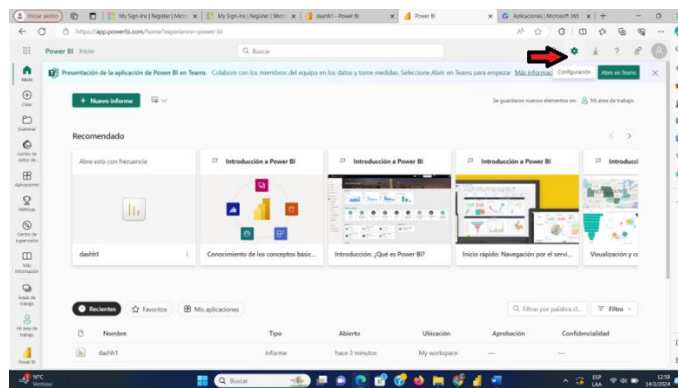 Iniciar sesión
My Sign-Ins | Register | Micro
My Sign-Ins | Register | Micro
dashh1 - Power BI
Power BI
Aplicaciones | Microsoft 365
https://app.powerbi.com/home?experience=power-bi
Power BI Inicio
Buscar
Presentación de la aplicación de Power BI en Teams Colabore con los miembros del equipo en los datos y tome medidas. Seleccione Abrir en Teams para empezar. Más informac
Configuración
Abrir en Teams
Inicio
Crear
Examinar
Centro de datos de...
Aplicaciones
Métricas
Centro de supervisión
Más información
Áreas de trabajo
Mi área de trabajo
Power BI
+ Nuevo informe
Se guardarán nuevos elementos en: Mi área de trabajo
Recomendado
Abre esto con frecuencia
Introducción a Power BI
Introducción a Power BI
Introducción a Power BI
Introducci
dashh1
Conocimiento de los conceptos básic...
Introducción: ¿Qué es Power BI?
Inicio rápido: Navegación por el servi...
Visualización y co
Recientes
Favoritos
Mis aplicaciones
Filtrar por palabra cl...
Filtro
Nombre Tipo Abierto Ubicación Aprobación Confidencialidad
dashh1 Informe hace 3 minutos My workspace — —
16°C
Ventoso
Buscar
ESP
LAA
12:58
14/2/2024